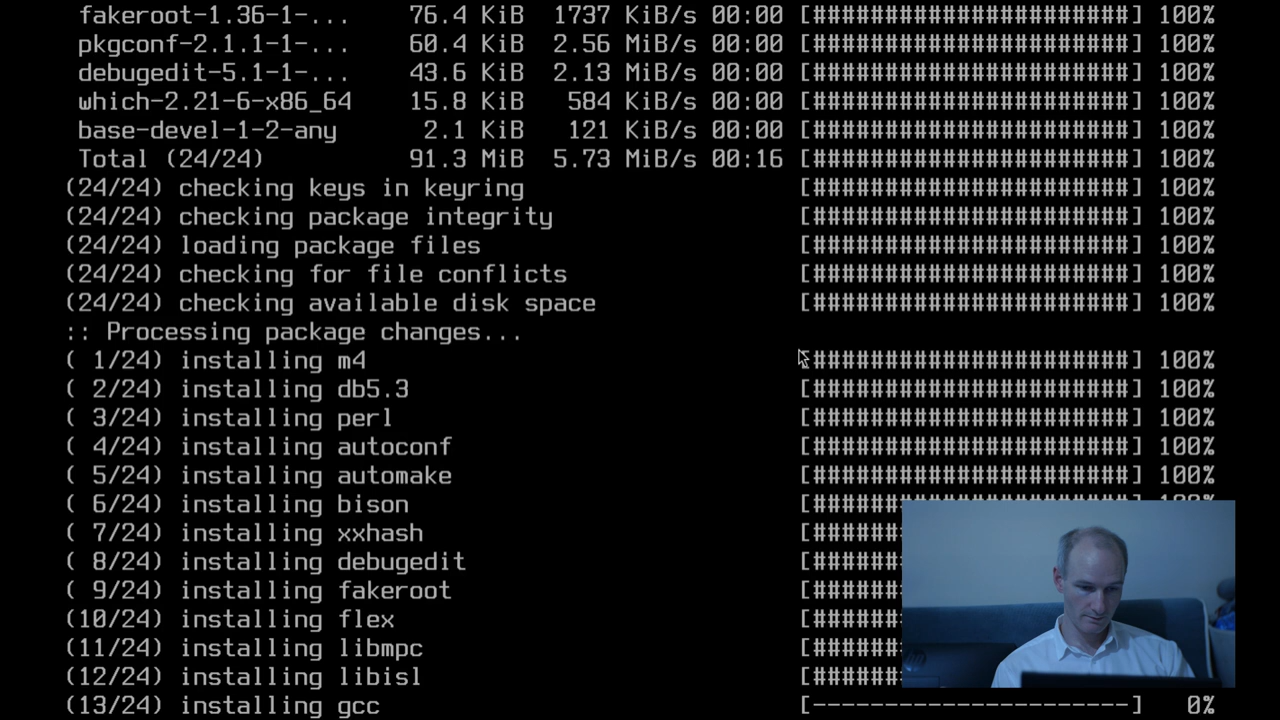 fakeroot-1.36-1-... 76.4 KiB 1737 KiB/s 00:00 [######################] 100%
pkgconf-2.1.1-1-... 60.4 KiB 2.56 MiB/s 00:00 [######################] 100%
debugedit-5.1-1-... 43.6 KiB 2.13 MiB/s 00:00 [######################] 100%
which-2.21-6-x86_64 15.8 KiB 584 KiB/s 00:00 [######################] 100%
base-devel-1-2-any 2.1 KiB 121 KiB/s 00:00 [######################] 100%
Total (24/24) 91.3 MiB 5.73 MiB/s 00:16 [######################] 100%
(24/24) checking keys in keyring [######################] 100%
(24/24) checking package integrity [######################] 100%
(24/24) loading package files [######################] 100%
(24/24) checking for file conflicts [######################] 100%
(24/24) checking available disk space [######################] 100%
:: Processing package changes...
( 1/24) installing m4 [######################] 100%
( 2/24) installing db5.3 [######################] 100%
( 3/24) installing perl [######################] 100%
( 4/24) installing autoconf [######################] 100%
( 5/24) installing automake [######################] 100%
( 6/24) installing bison [######################] 100%
( 7/24) installing xxhash [######
( 8/24) installing debugedit [######
( 9/24) installing fakeroot [######
(10/24) installing flex [######
(11/24) installing libmpc [######
(12/24) installing libisl [######
(13/24) installing gcc [----------------------] 0%